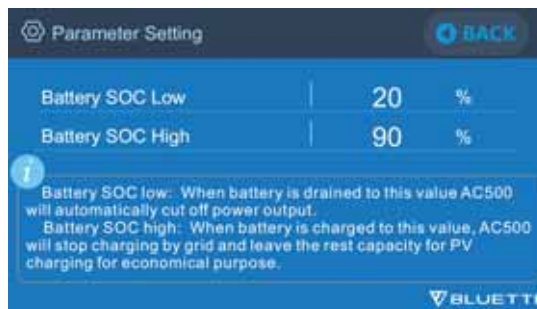 Parameter Setting
BACK
Battery SOC Low 20 %
Battery SOC High 90 %
i
Battery SOC low: When battery is drained to this value AC500
will automatically cut off power output.
Battery SOC high: When battery is charged to this value, AC500
will stop charging by grid and leave the rest capacity for PV
charging for economical purpose.
BLUETTI